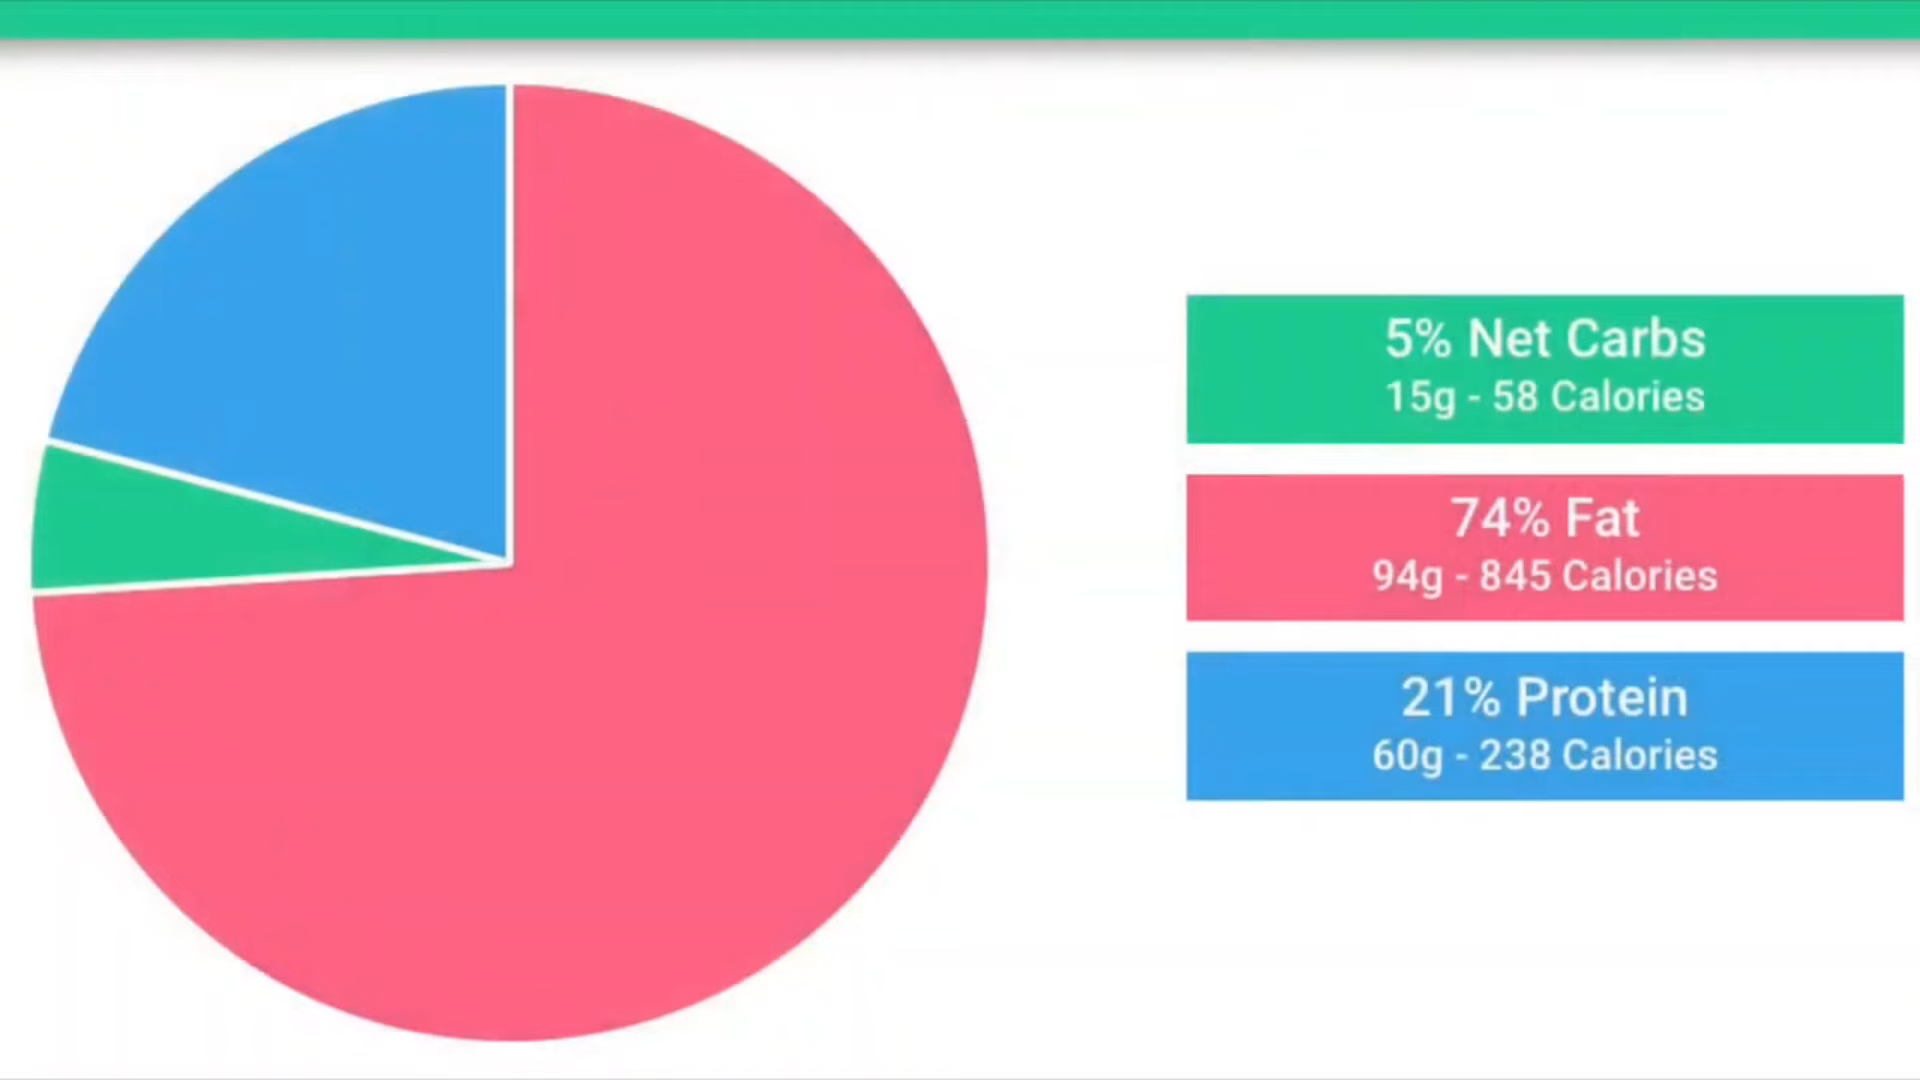 5% Net Carbs
15g - 58 Calories
74% Fat
94g - 845 Calories
21% Protein
60g - 238 Calories